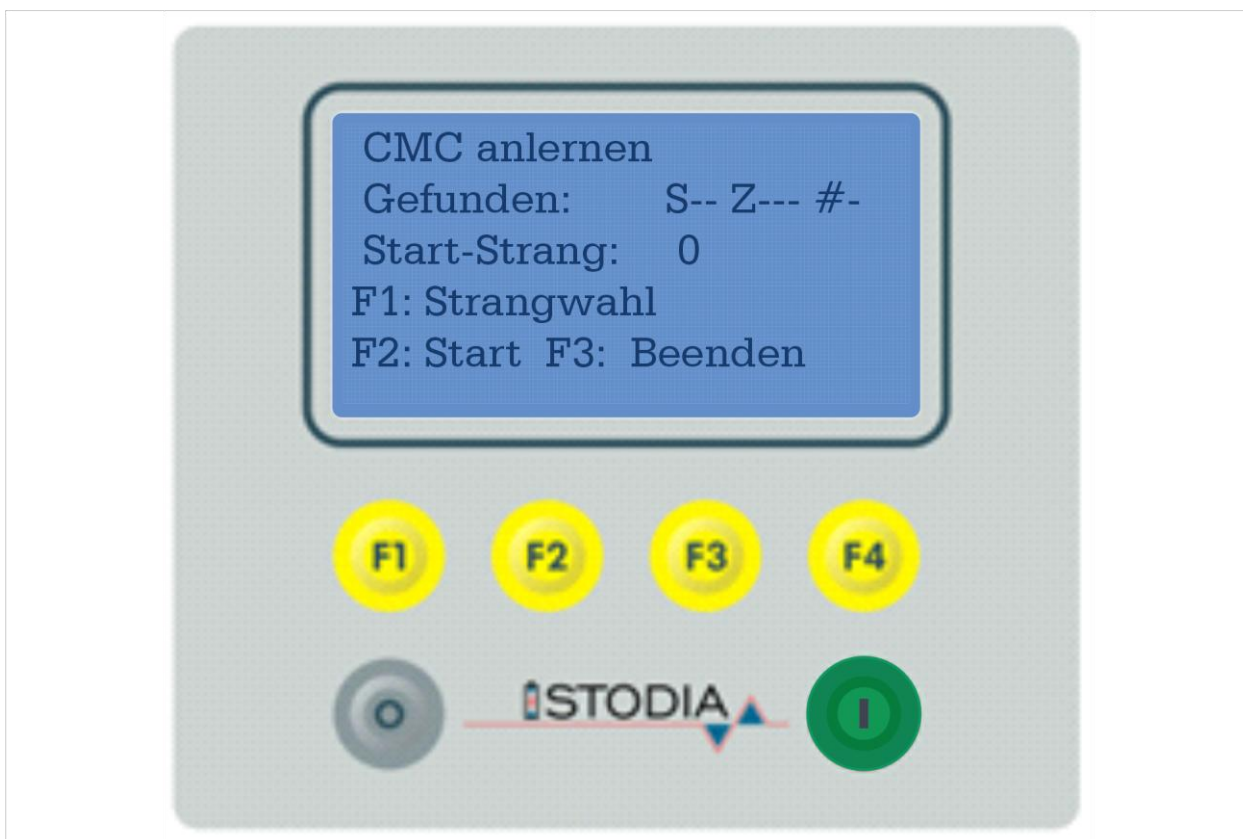 CMC anlernen
Gefunden: S-- Z--- #-
Start-Strang: 0
F1: Strangwahl
F2: Start F3: Beenden
F1 F2 F3 F4
O STODIA I